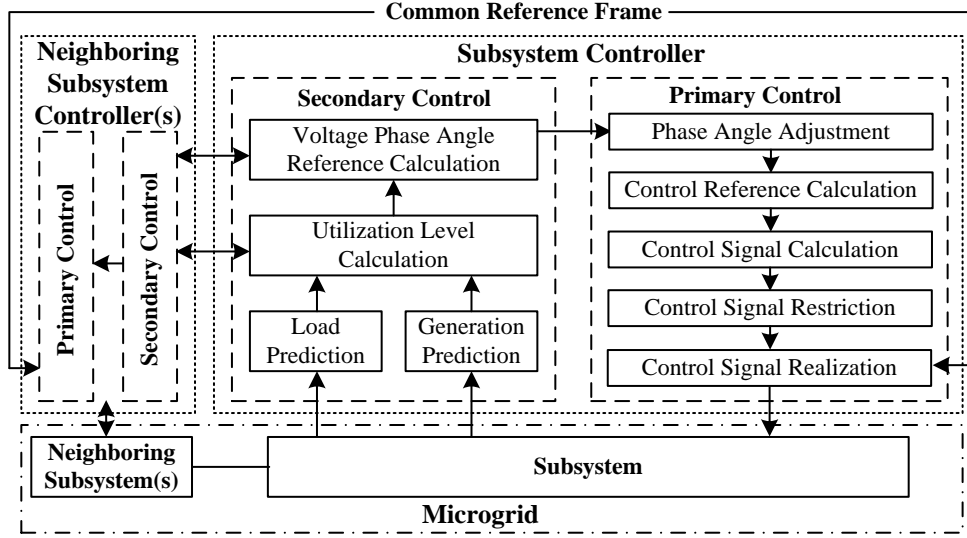 Common Reference Frame
Neighboring
Subsystem
Controller(s)
Primary Control
Secondary Control
Subsystem Controller
Secondary Control
Voltage Phase Angle
Reference Calculation
Utilization Level
Calculation
Load
Prediction
Generation
Prediction
Primary Control
Phase Angle Adjustment
Control Reference Calculation
Control Signal Calculation
Control Signal Restriction
Control Signal Realization
Neighboring
Subsystem(s)
Subsystem
Microgrid